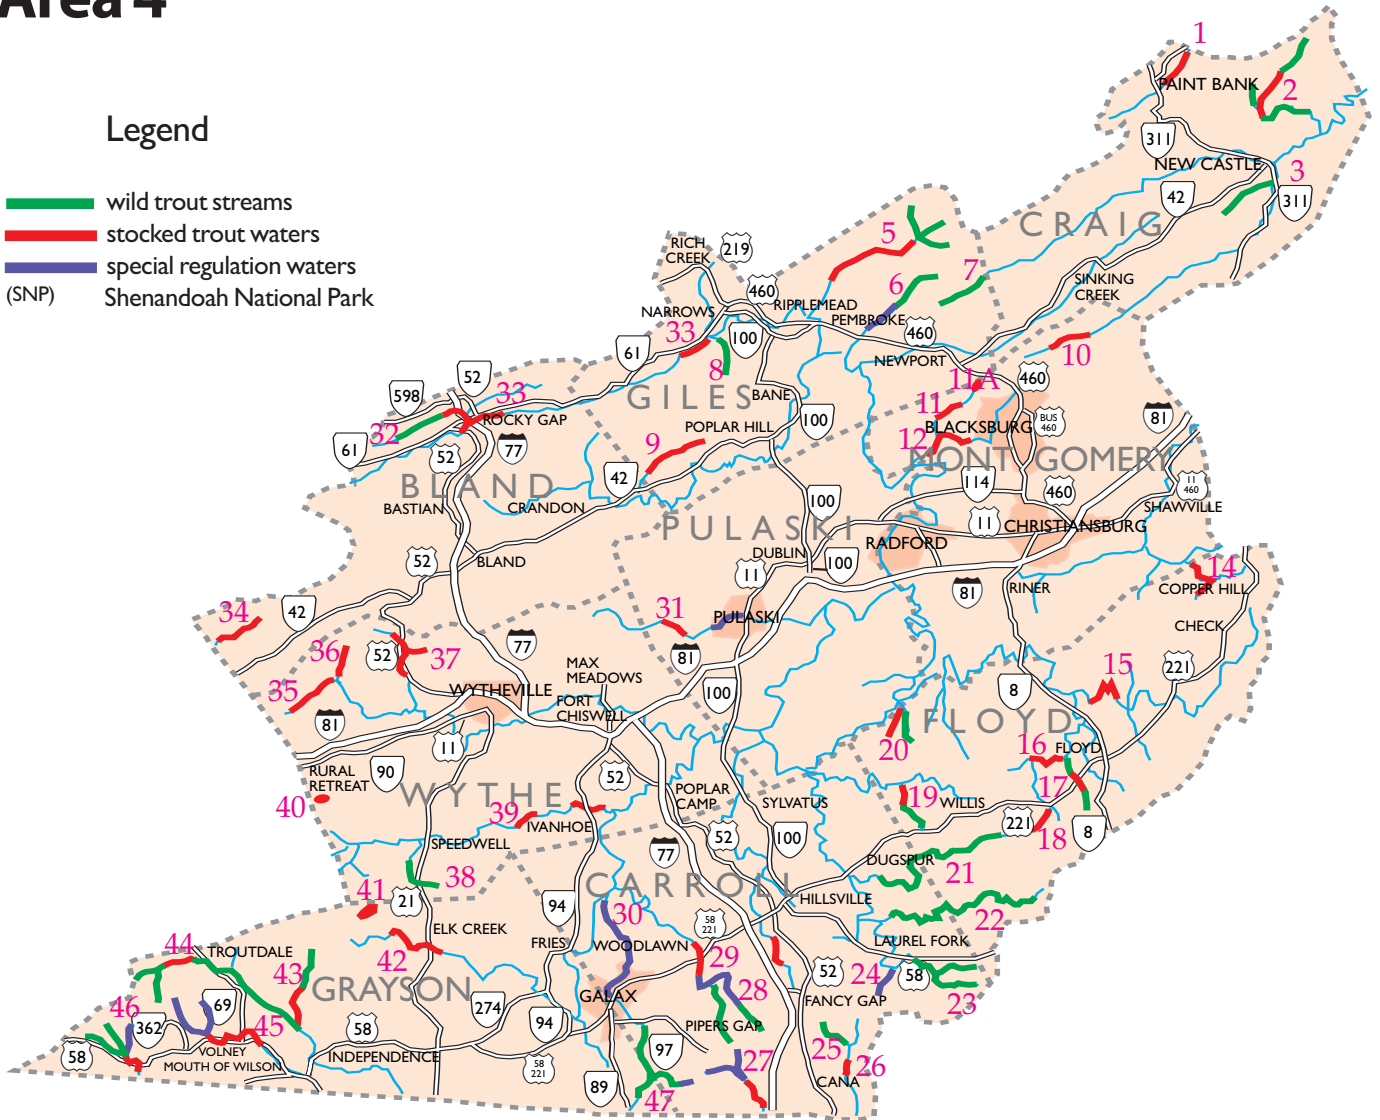 Area 4
1
PAINT BANK
2
Legend
311
NEW CASTLE
3
42
311
wild trout streams
stocked trout waters
special regulation waters
(SNP) Shenandoah National Park
CRAIG
5
RICH
CREEK
219
7
6
SINKING
CREEK
460
RIPPLEMEAD
NARROWS
PEMBROKE
33
100
460
10
61
NEWPORT
8
52
11A
460
598
33
GILES
BANE
11
ROCKY GAP
100
BUS
460
81
32
POPLAR HILL
BLACKSBURG
61
52
77
9
12
MONTGOMERY
42
BLAND
114
460
11
460
BASTIAN
CRANDON
100
SHAWVILLE
PULASKI
11
CHRISTIANSBURG
RADFORD
52
BLAND
DUBLIN
100
11
14
COPPER HILL
81
RINER
34
42
31
PULASKI
CHECK
36
52
37
77
81
221
15
MAX
MEADOWS
35
WYTHEVILLE
100
8
FORT
CHISWELL
81
FLOYD
20
11
16
FLOYD
RURAL
RETREAT
90
52
17
40
WYTHE
POPLAR
CAMP
SYLVATUS
19
WILLIS
39
IVANHOE
221
18
8
52
100
SPEEDWELL
77
DUGSPUR
21
38
CARROLL
41
21
94
HILLSVILLE
22
30
58
221
ELK CREEK
FRIES
WOODLAWN
LAUREL FORK
42
44
TROUTDALE
43
29
52
24
58
GRAYSON
28
23
GALAX
FANCY GAP
46
69
274
362
45
58
94
PIPERS GAP
25
58
VOLNEY
MOUTH OF WILSON
INDEPENDENCE
97
58
221
27
26
CANA
89
47